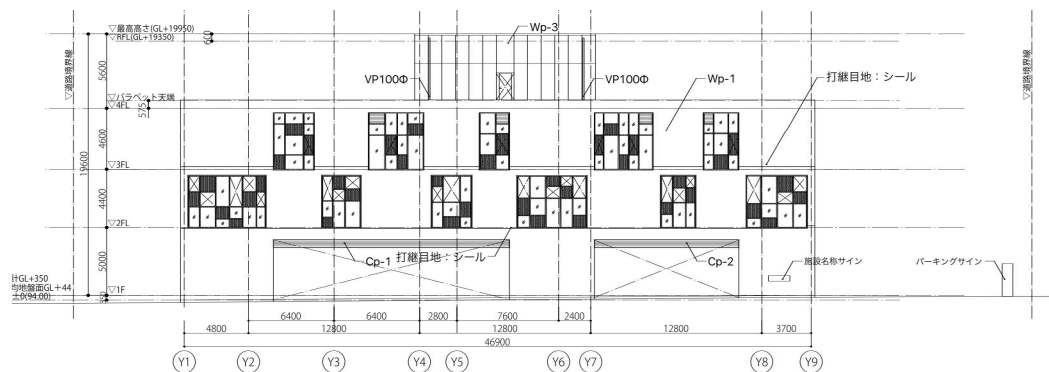 ▽最高高さ(GL+19950)
▽RFL(GL+19350)
600
Wp-3
▽道路境界線
5600
VP100Φ
VP100Φ
Wp-1
打継目地：シール
▽道路境界線
▽パラペット天端
▽4FL
575
4600
19600
▽3FL
4400
▽2FL
打継目地：シール
5000
Cp-1
Cp-2
施設名称サイン
パーキングサイン
計GL+350
均地盤面GL+44
±0(94.00)
▽1F
6400
6400
2800
7600
2400
4800
12800
12800
12800
3700
46900
Y1
Y2
Y3
Y4
Y5
Y6
Y7
Y8
Y9